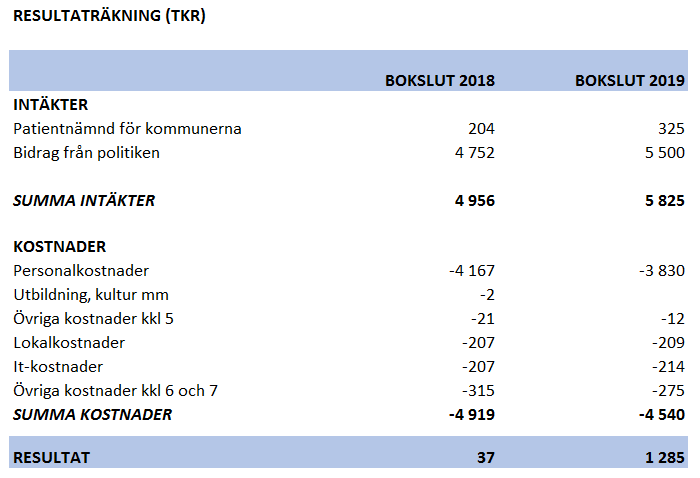 RESULTATRÄKNING (TKR)
BOKSLUT 2018 BOKSLUT 2019
INTÄKTER
Patientnämnd för kommunerna 204 325
Bidrag från politiken 4 752 5 500
SUMMA INTÄKTER 4 956 5 825
KOSTNADER
Personalkostnader -4 167 -3 830
Utbildning, kultur mm -2
Övriga kostnader kkl 5 -21 -12
Lokalkostnader -207 -209
It-kostnader -207 -214
Övriga kostnader kkl 6 och 7 -315 -275
SUMMA KOSTNADER -4 919 -4 540
RESULTAT 37 1 285